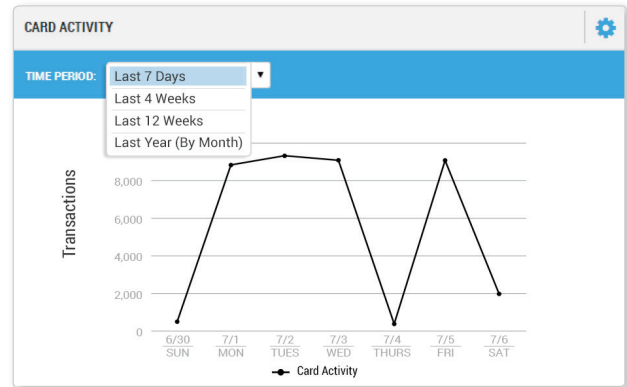 CARD ACTIVITY
TIME PERIOD:
Last 7 Days
Last 4 Weeks
Last 12 Weeks
Last Year (By Month)
Transactions
8,000
6,000
4,000
2,000
0
6/30 7/1 7/2 7/3 7/4 7/5 7/6
SUN MON TUES WED THURS FRI SAT
Card Activity